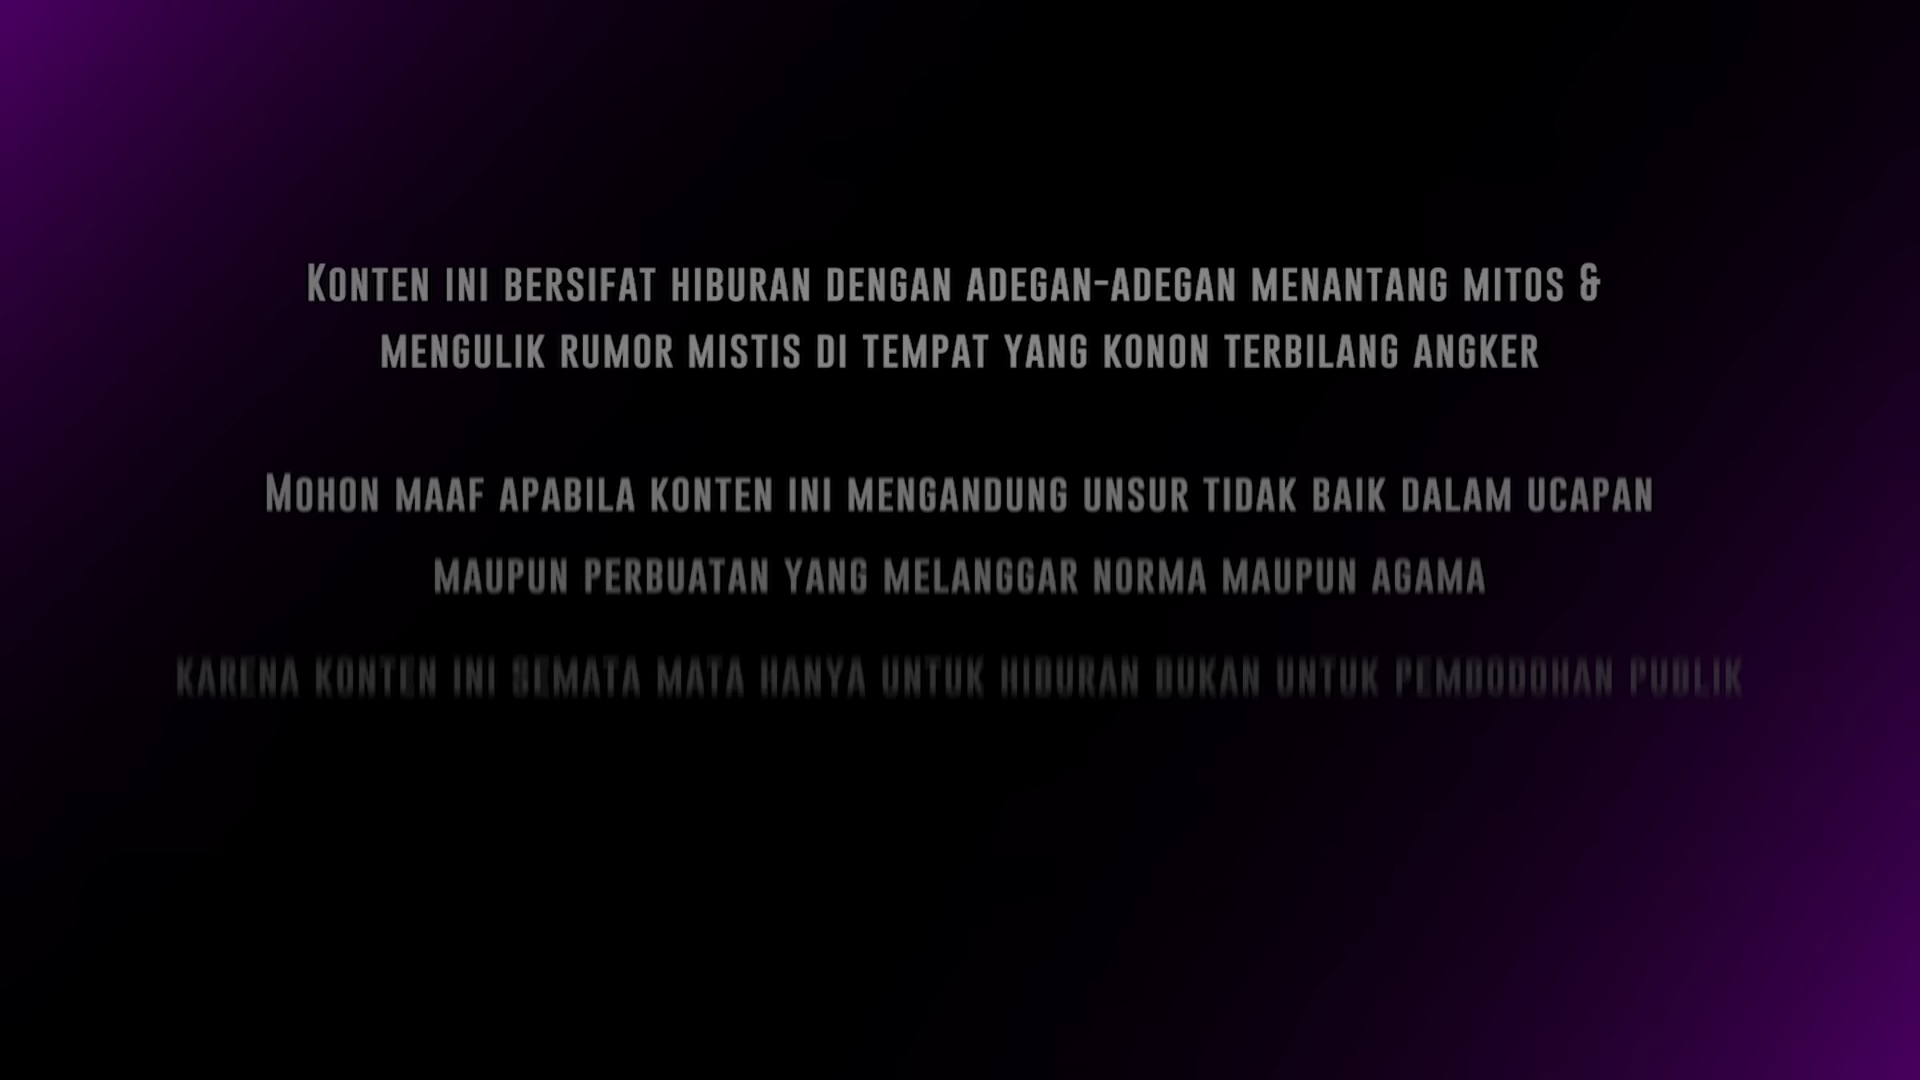 Konten ini bersifat hiburan dengan adegan-adegan menantang mitos &
mengulik rumor mistis di tempat yang konon terbilang angker
Mohon maaf apabila konten ini mengandung unsur tidak baik dalam ucapan
maupun perbuatan yang melanggar norma maupun agama
karena konten ini semata mata hanya untuk hiburan bukan untuk pembodohan publik